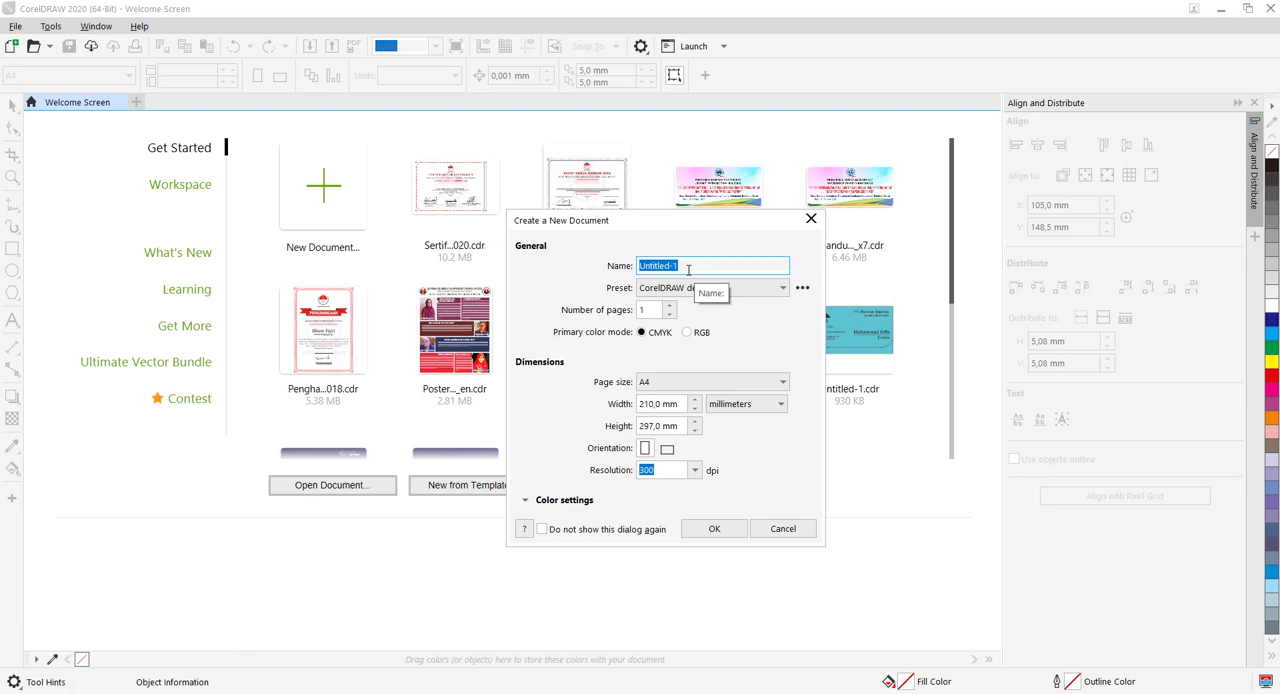 CorelDRAW 2020 (64-Bit) - Welcome Screen
File Tools Window Help
PDF Snap To Launch
A4 Units: 0,001 mm 5,0 mm
5,0 mm
Welcome Screen
Align and Distribute
Get Started
Workspace
What's New
Learning
Get More
Ultimate Vector Bundle
Contest
New Document...
Sertif...020.cdr
10.2 MB
andu..._x7.cdr
6.46 MB
Pengha...018.cdr
5.38 MB
Poster..._en.cdr
2.81 MB
ntitled-1.cdr
930 KB
Open Document...
New from Templat
Create a New Document
General
Name: Untitled-1
Preset: CorelDRAW de
Name:
Number of pages: 1
Primary color mode: CMYK RGB
Dimensions
Page size: A4
Width: 210,0 mm millimeters
Height: 297,0 mm
Orientation:
Resolution: 300 dpi
Color settings
? Do not show this dialog again OK Cancel
Align
Align to:
X: 105,0 mm
Y: 148,5 mm
Distribute
Distribute to:
H: 5,08 mm
V: 5,08 mm
Text
Use objects outline
Align with Pixel Grid
Align and Distribute
Drag colors (or objects) here to store these colors with your document
Tool Hints Object Information Fill Color Outline Color